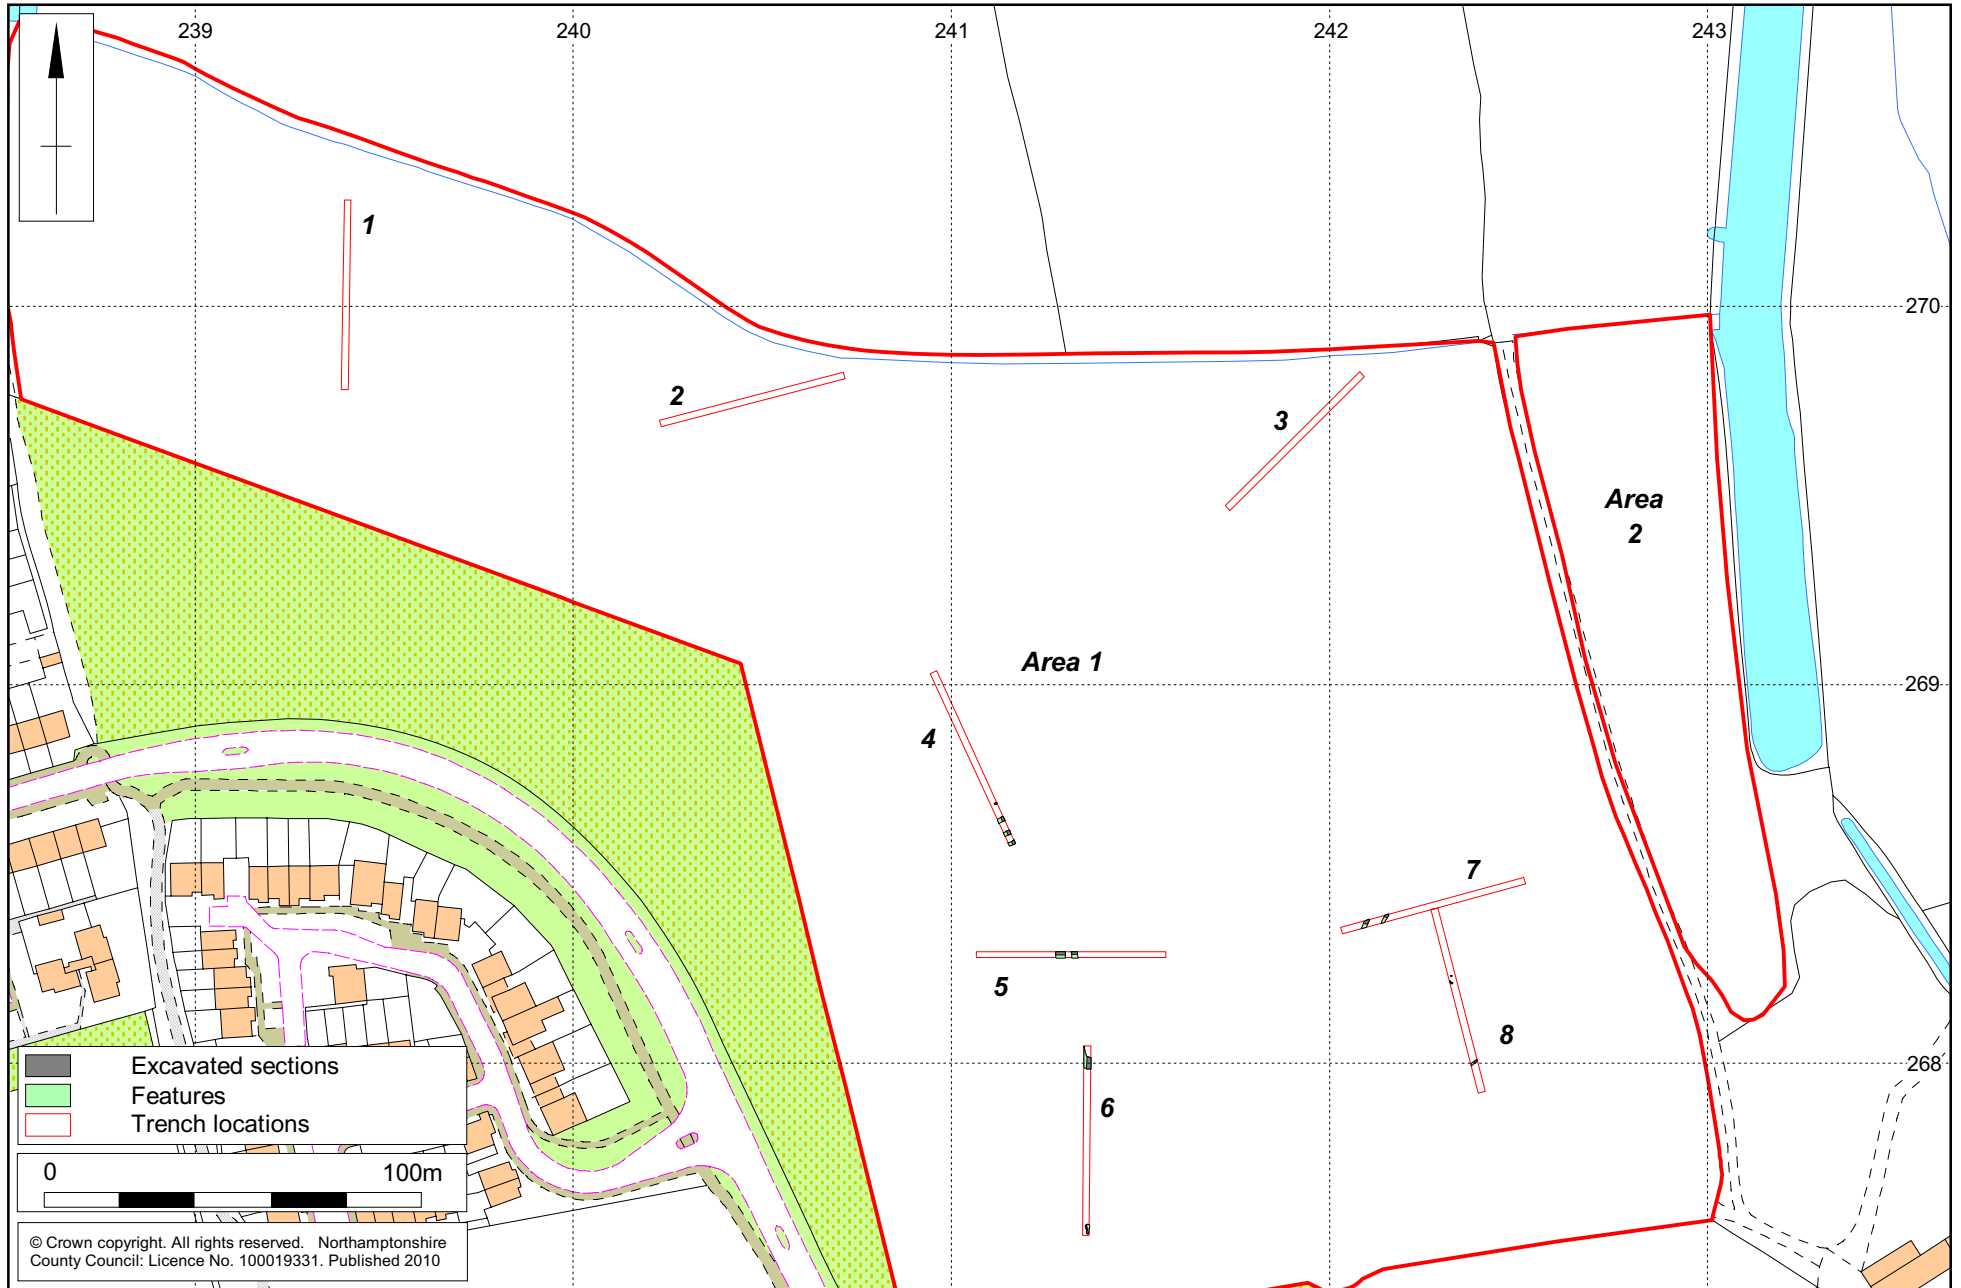 239
240
241
242
243
1
270
2
3
Area
2
Area 1
269
4
7
5
8
268
6
Excavated sections
Features
Trench locations
0 100m
© Crown copyright. All rights reserved. Northamptonshire
County Council: Licence No. 100019331. Published 2010